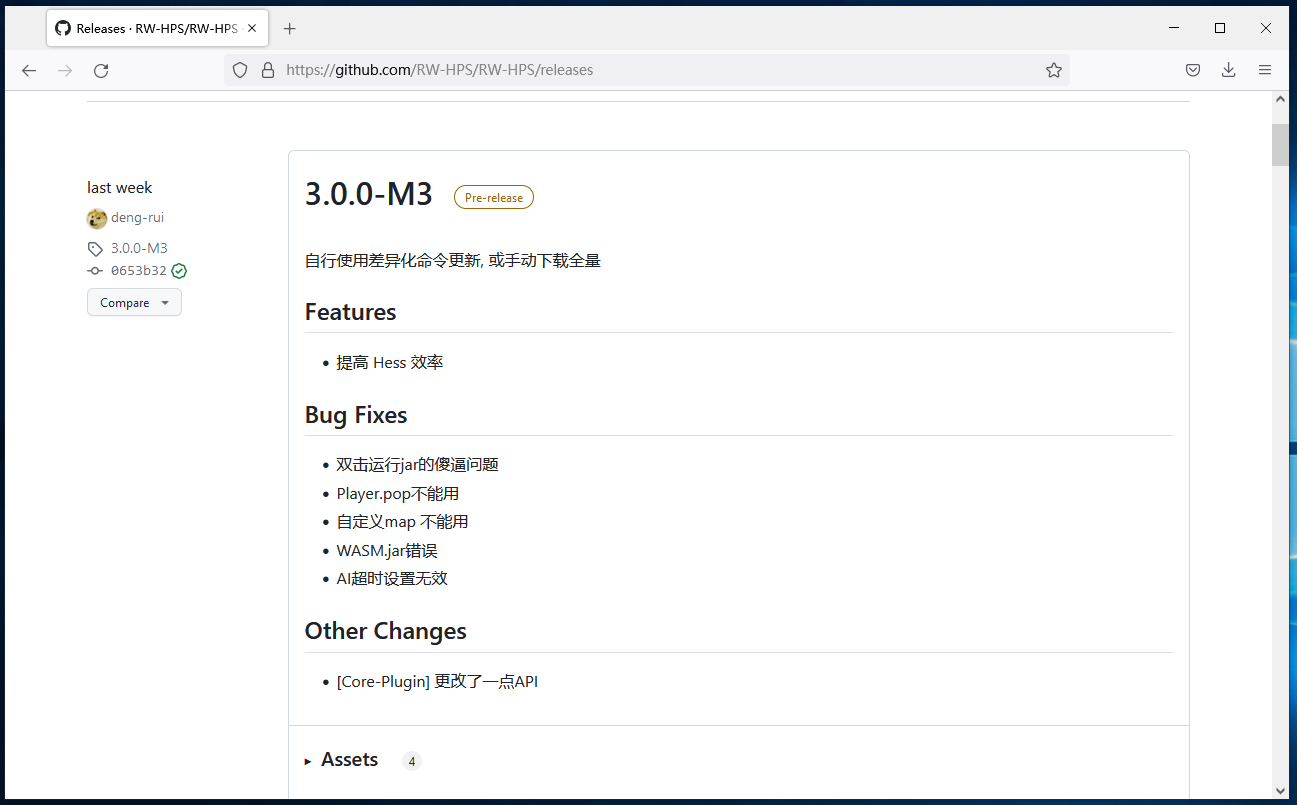 Releases · RW-HPS/RW-HPS
https://github.com/RW-HPS/RW-HPS/releases
last week
deng-rui
3.0.0-M3
0653b32
Compare
3.0.0-M3 Pre-release
自行使用差异化命令更新, 或手动下载全量
Features
• 提高 Hess 效率
Bug Fixes
• 双击运行jar的傻逼问题
• Player.pop不能用
• 自定义map 不能用
• WASM.jar错误
• AI超时设置无效
Other Changes
• [Core-Plugin] 更改了一点API
Assets 4